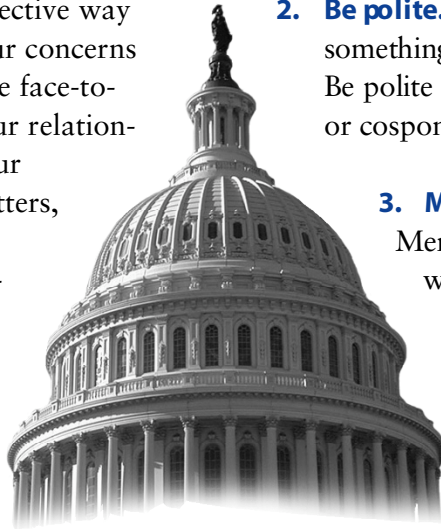 ective way
ur concerns
e face-to-
ur relation-
ur
tters,
2. Be polite.
something
Be polite
or cospon
3. M
Mer
w